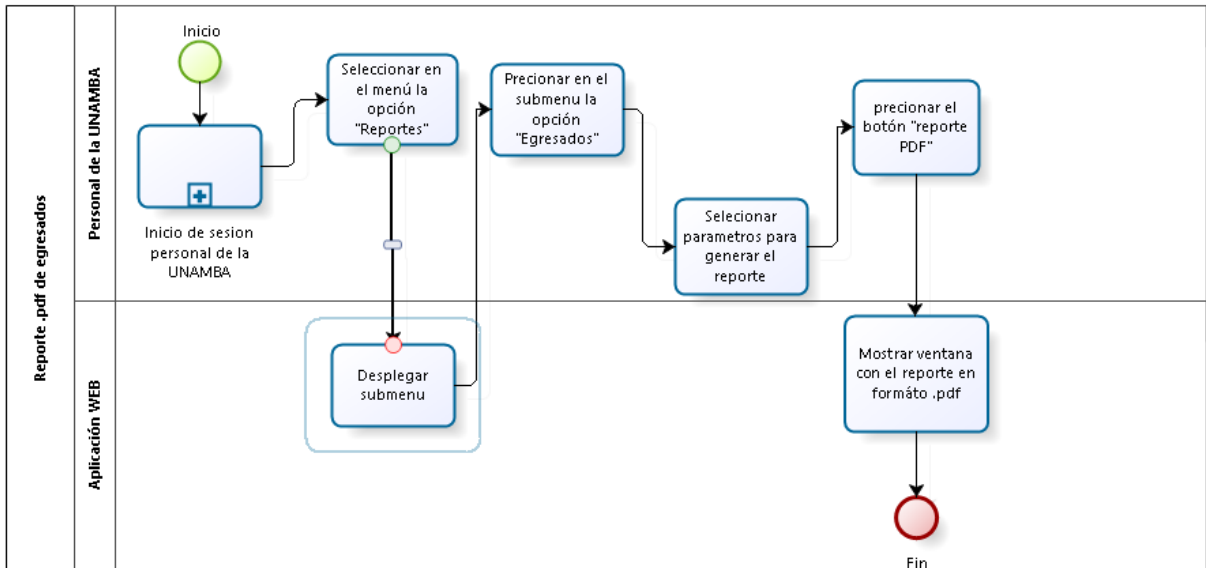 Reporte .pdf de egresados
Personal de la UNAMBA
Inicio
Inicio de sesion
personal de la
UNAMBA
Seleccionar en
el menú la
opción
"Reportes"
Precionar en el
submenu la
opción
"Egresados"
Selecionar
parametros para
generar el
reporte
precionar el
botón "reporte
PDF"
Aplicación WEB
Desplegar
submenu
Mostrar ventana
con el reporte en
formáto .pdf
Fin